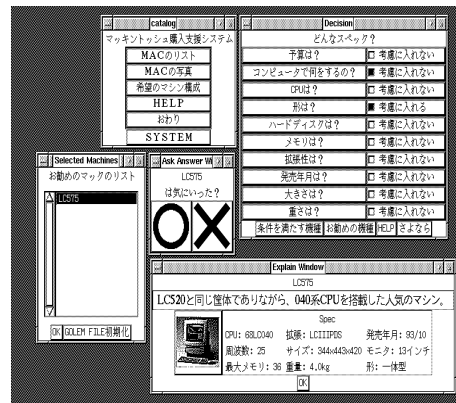 catalog
マッキントッシュ購入支援システム
MACのリスト
MACの写真
希望のマシン構成
HELP
おわり
SYSTEM
Decision
どんなスペック?
予算は? 考慮に入れない
コンピュータで何をするの? 考慮に入れない
CPUは? 考慮に入れない
形は? 考慮に入れる
ハードディスクは? 考慮に入れない
メモリは? 考慮に入れない
拡張性は? 考慮に入れない
発売年月は? 考慮に入れない
大きさは? 考慮に入れない
重さは? 考慮に入れない
条件を満たす機種 お勧めの機種 HELP さよなら
Selected Machines
お勧めのマックのリスト
LC575
OK GOLEM FILE初期化
Ask Answer Wi
LC575
は気にいった?
Explain Window
LC575
LC520と同じ筐体でありながら、040系CPUを搭載した人気のマシン。
Spec
CPU: 68LC040 拡張: LCIIIPDS 発売年月: 93/10
周波数: 25 サイズ: 344x443x420 モニタ: 13インチ
最大メモリ: 36 重量: 4.0kg 形: 一体型
OK